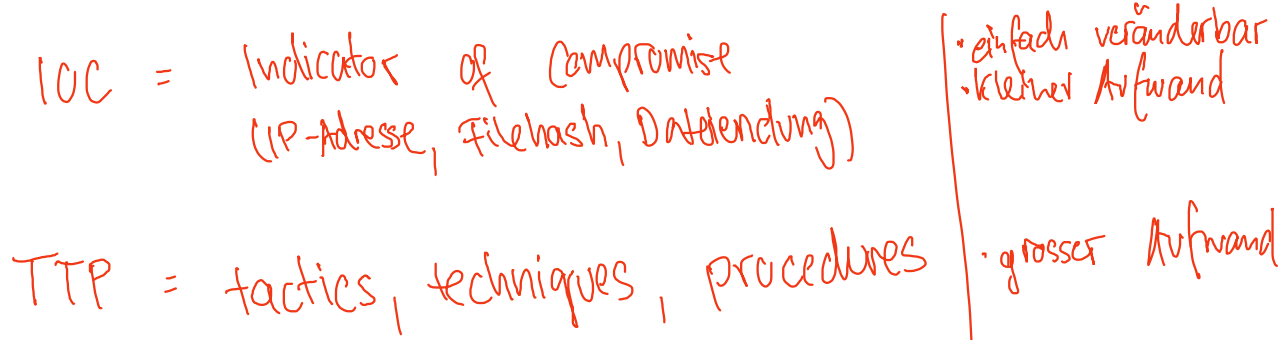 IOC = Indicator of Compromise
(IP-Adresse, Filehash, Dateiendung)
· einfach veränderbar
· kleiner Aufwand
TTP = tactics, techniques, procedures
· grosser Aufwand